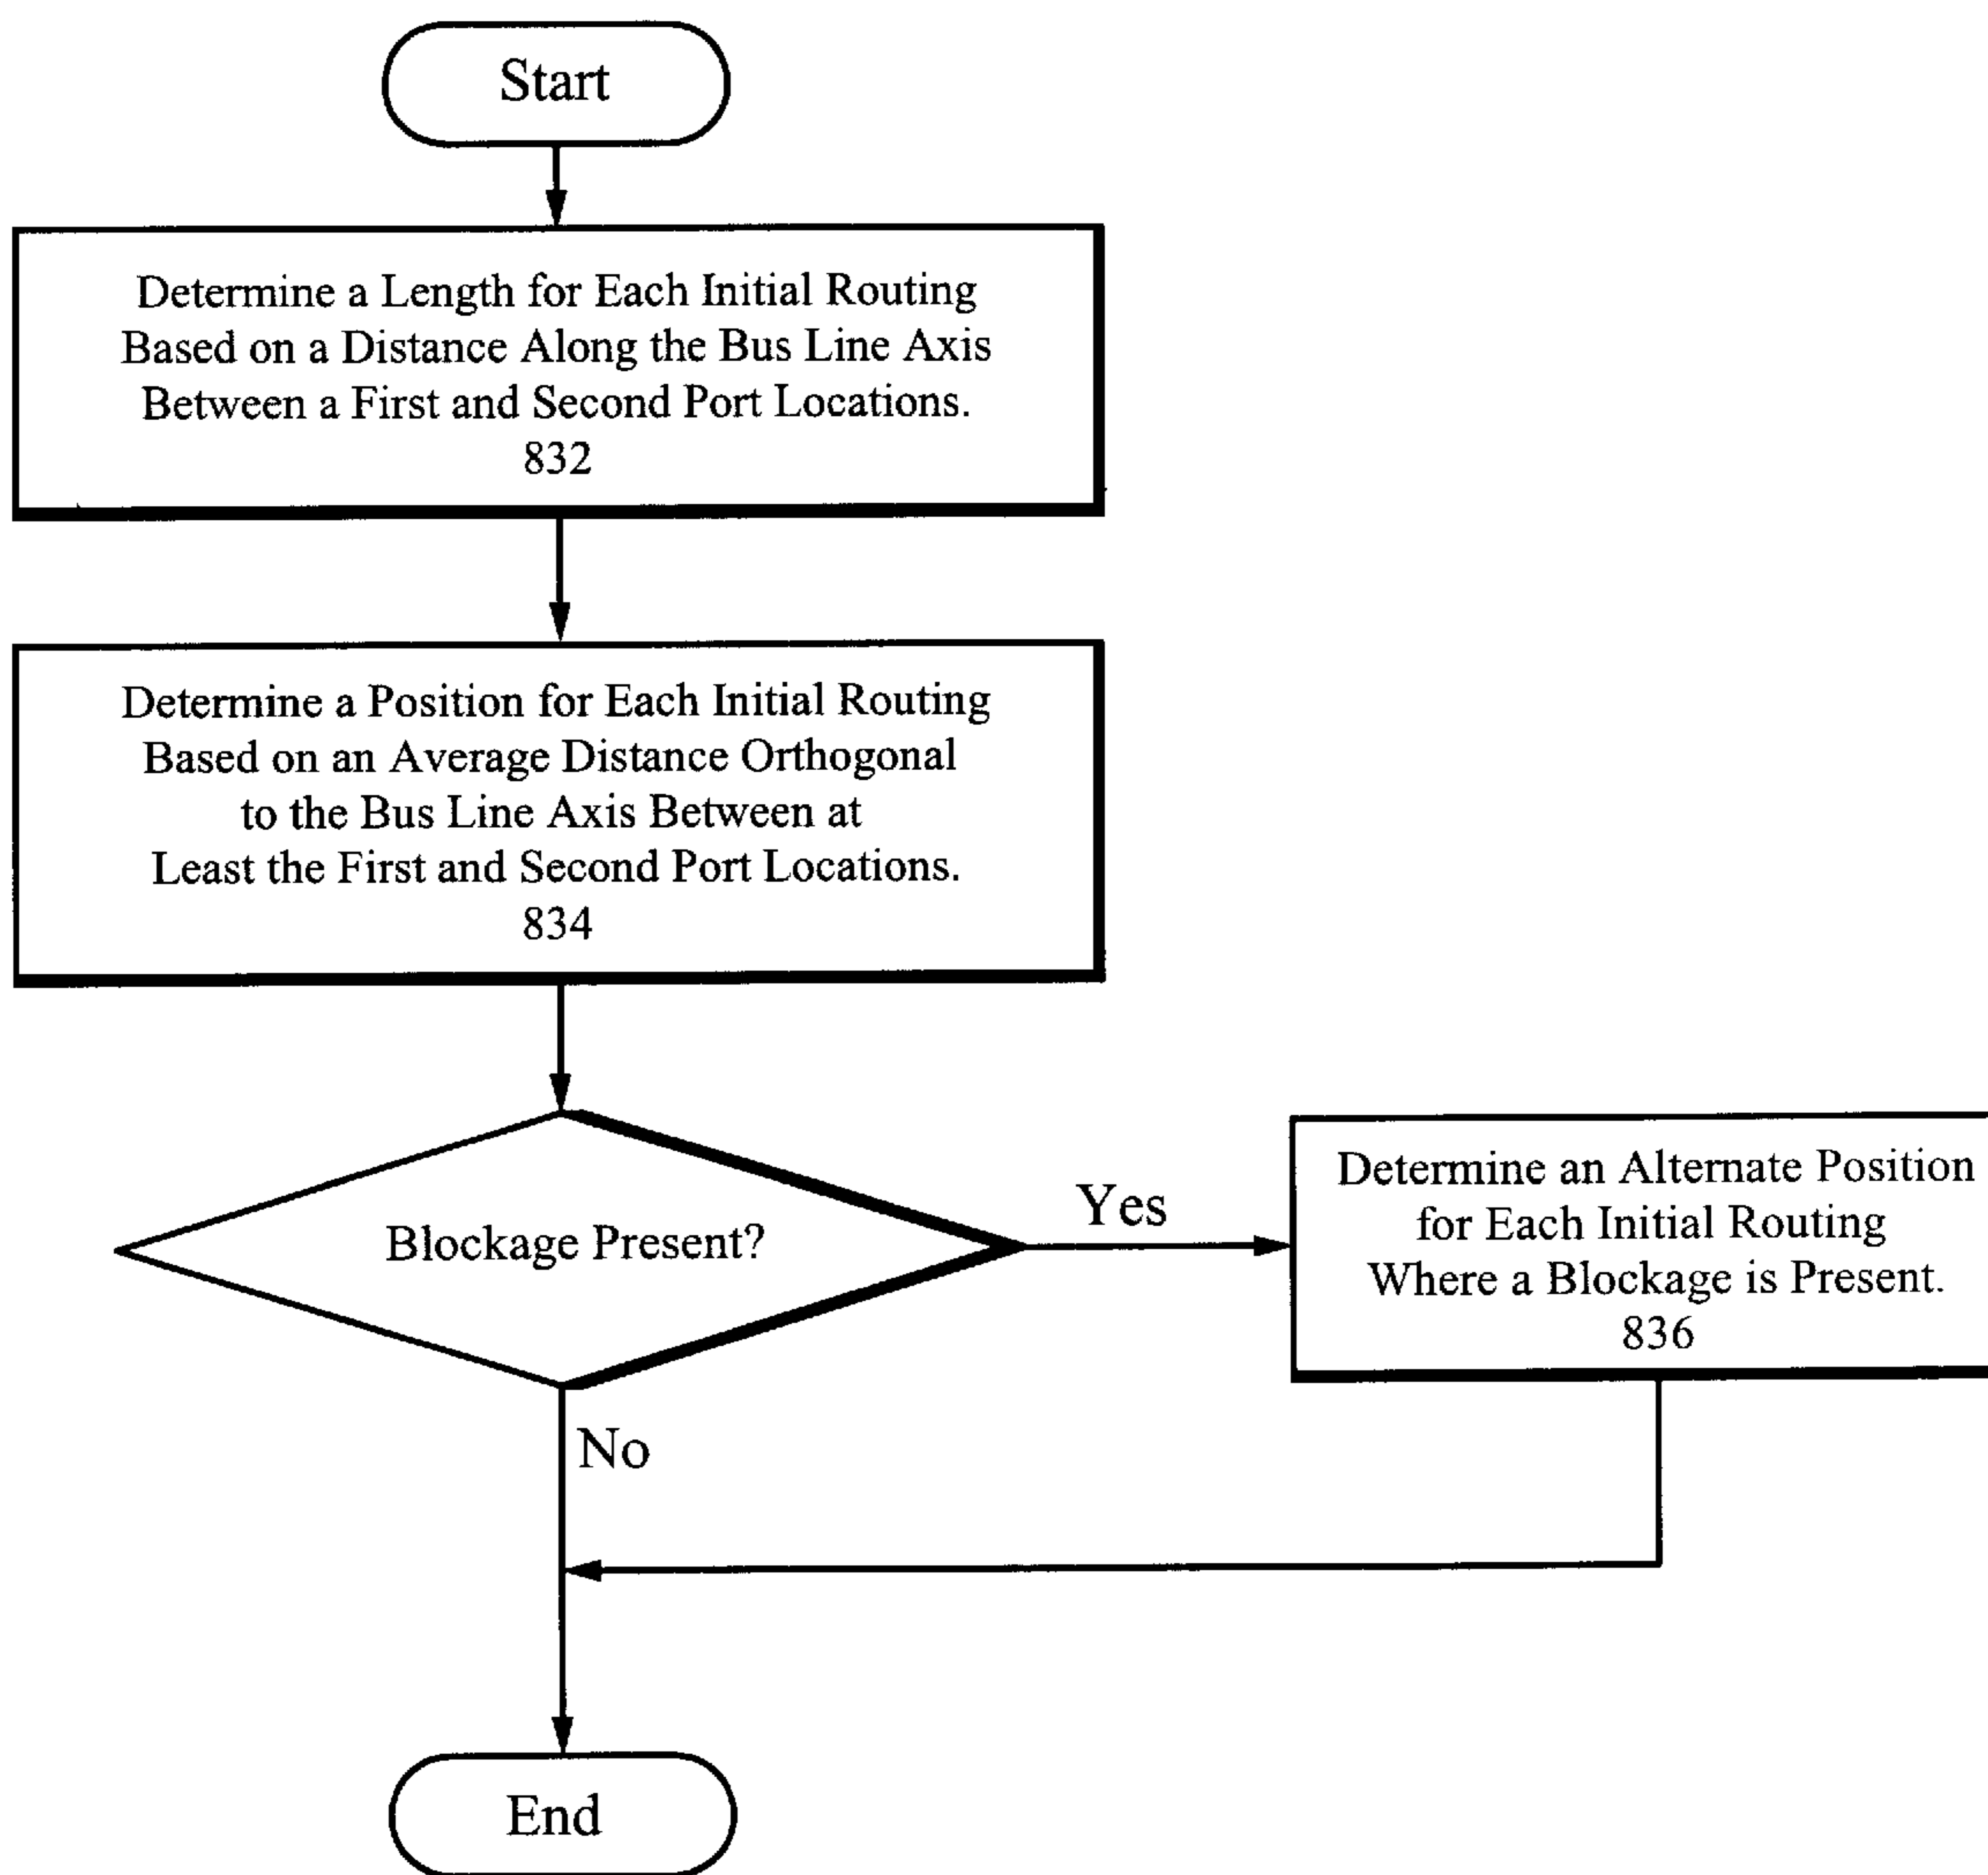 Start
Determine a Length for Each Initial Routing
Based on a Distance Along the Bus Line Axis
Between a First and Second Port Locations.
832
Determine a Position for Each Initial Routing
Based on an Average Distance Orthogonal
to the Bus Line Axis Between at
Least the First and Second Port Locations.
834
Blockage Present?
Yes
Determine an Alternate Position
for Each Initial Routing
Where a Blockage is Present.
836
No
End